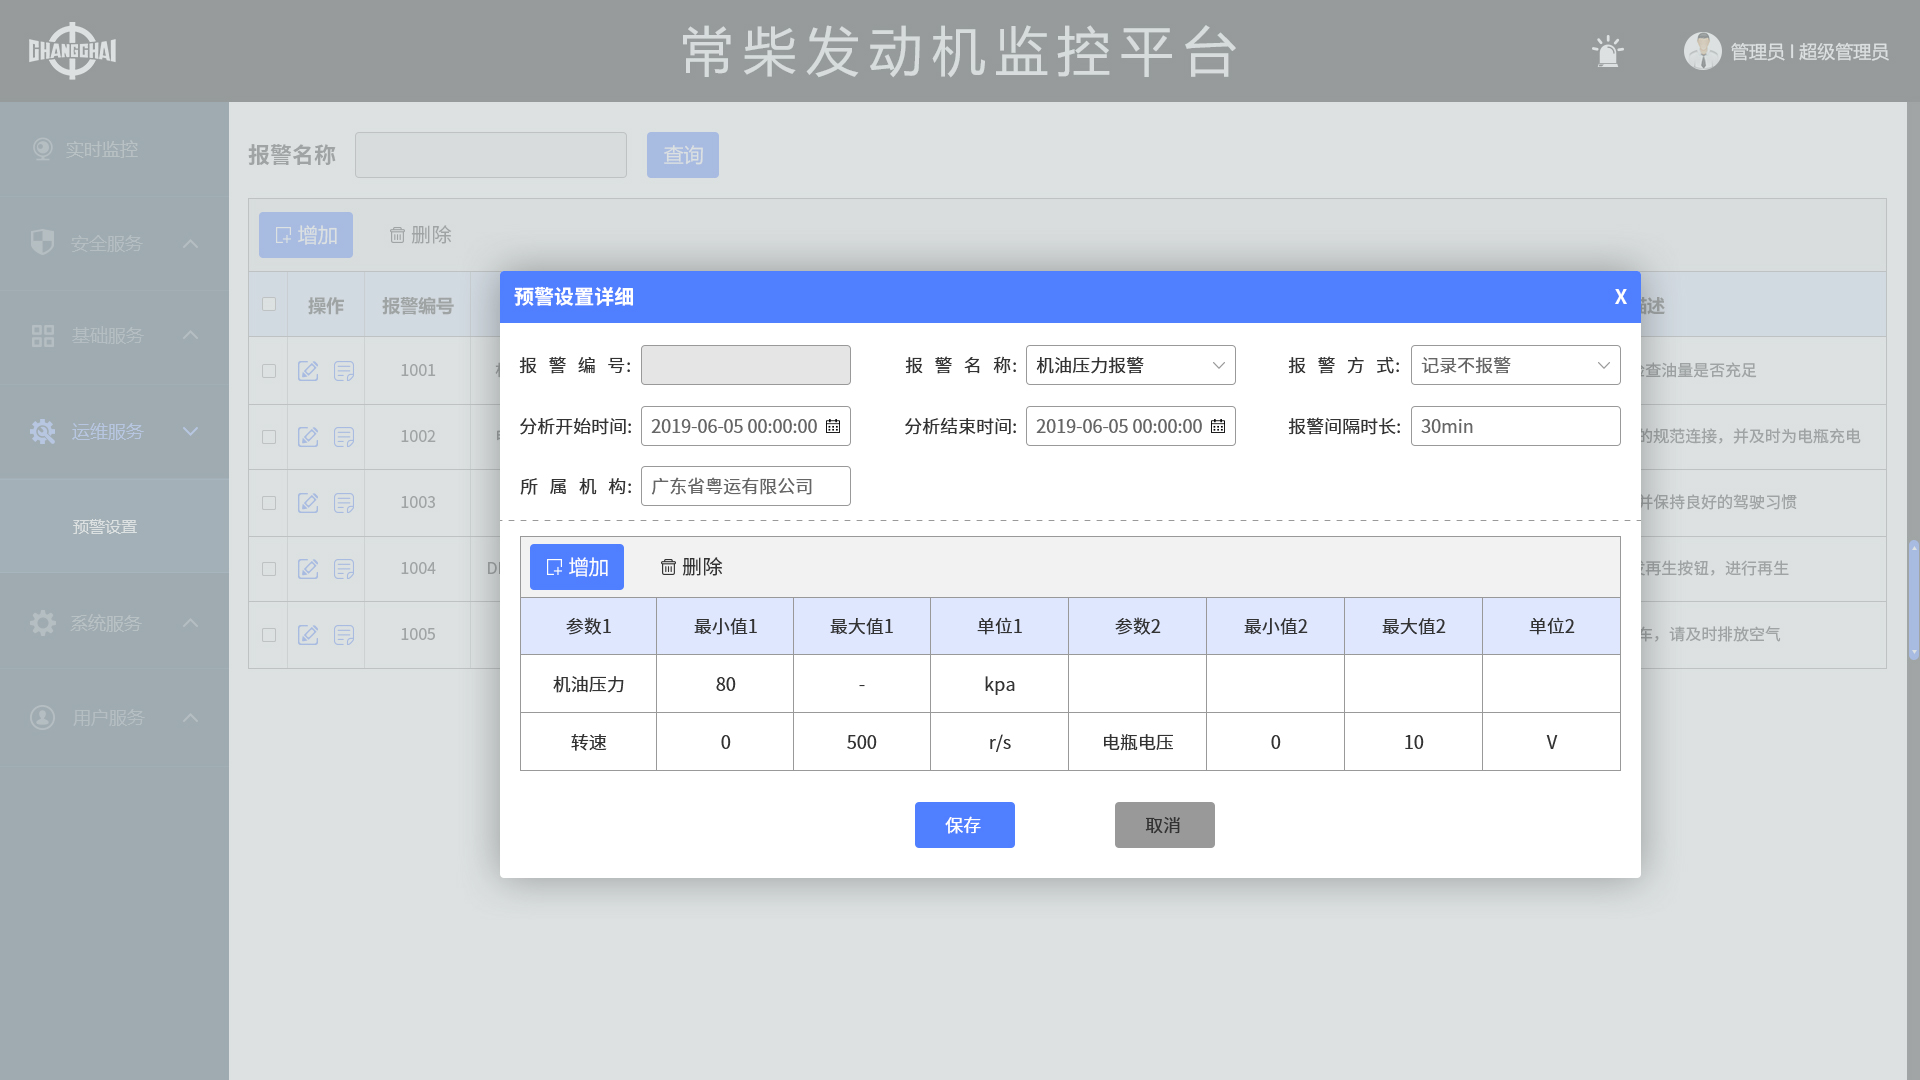 CHANGCHAI
常柴发动机监控平台
管理员 | 超级管理员
实时监控
安全服务
基础服务
运维服务
预警设置
系统服务
用户服务
报警名称
查询
增加
删除
操作
报警编号
述
1001
查油量是否充足
1002
的规范连接，并及时为电瓶充电
1003
并保持良好的驾驶习惯
1004
再生按钮，进行再生
1005
车，请及时排放空气
预警设置详细
X
报警编号:
报警名称: 机油压力报警
报警方式: 记录不报警
分析开始时间: 2019-06-05 00:00:00
分析结束时间: 2019-06-05 00:00:00
报警间隔时长: 30min
所属机构: 广东省粤运有限公司
增加
删除
参数1 最小值1 最大值1 单位1 参数2 最小值2 最大值2 单位2
机油压力 80 - kpa
转速 0 500 r/s 电瓶电压 0 10 V
保存
取消